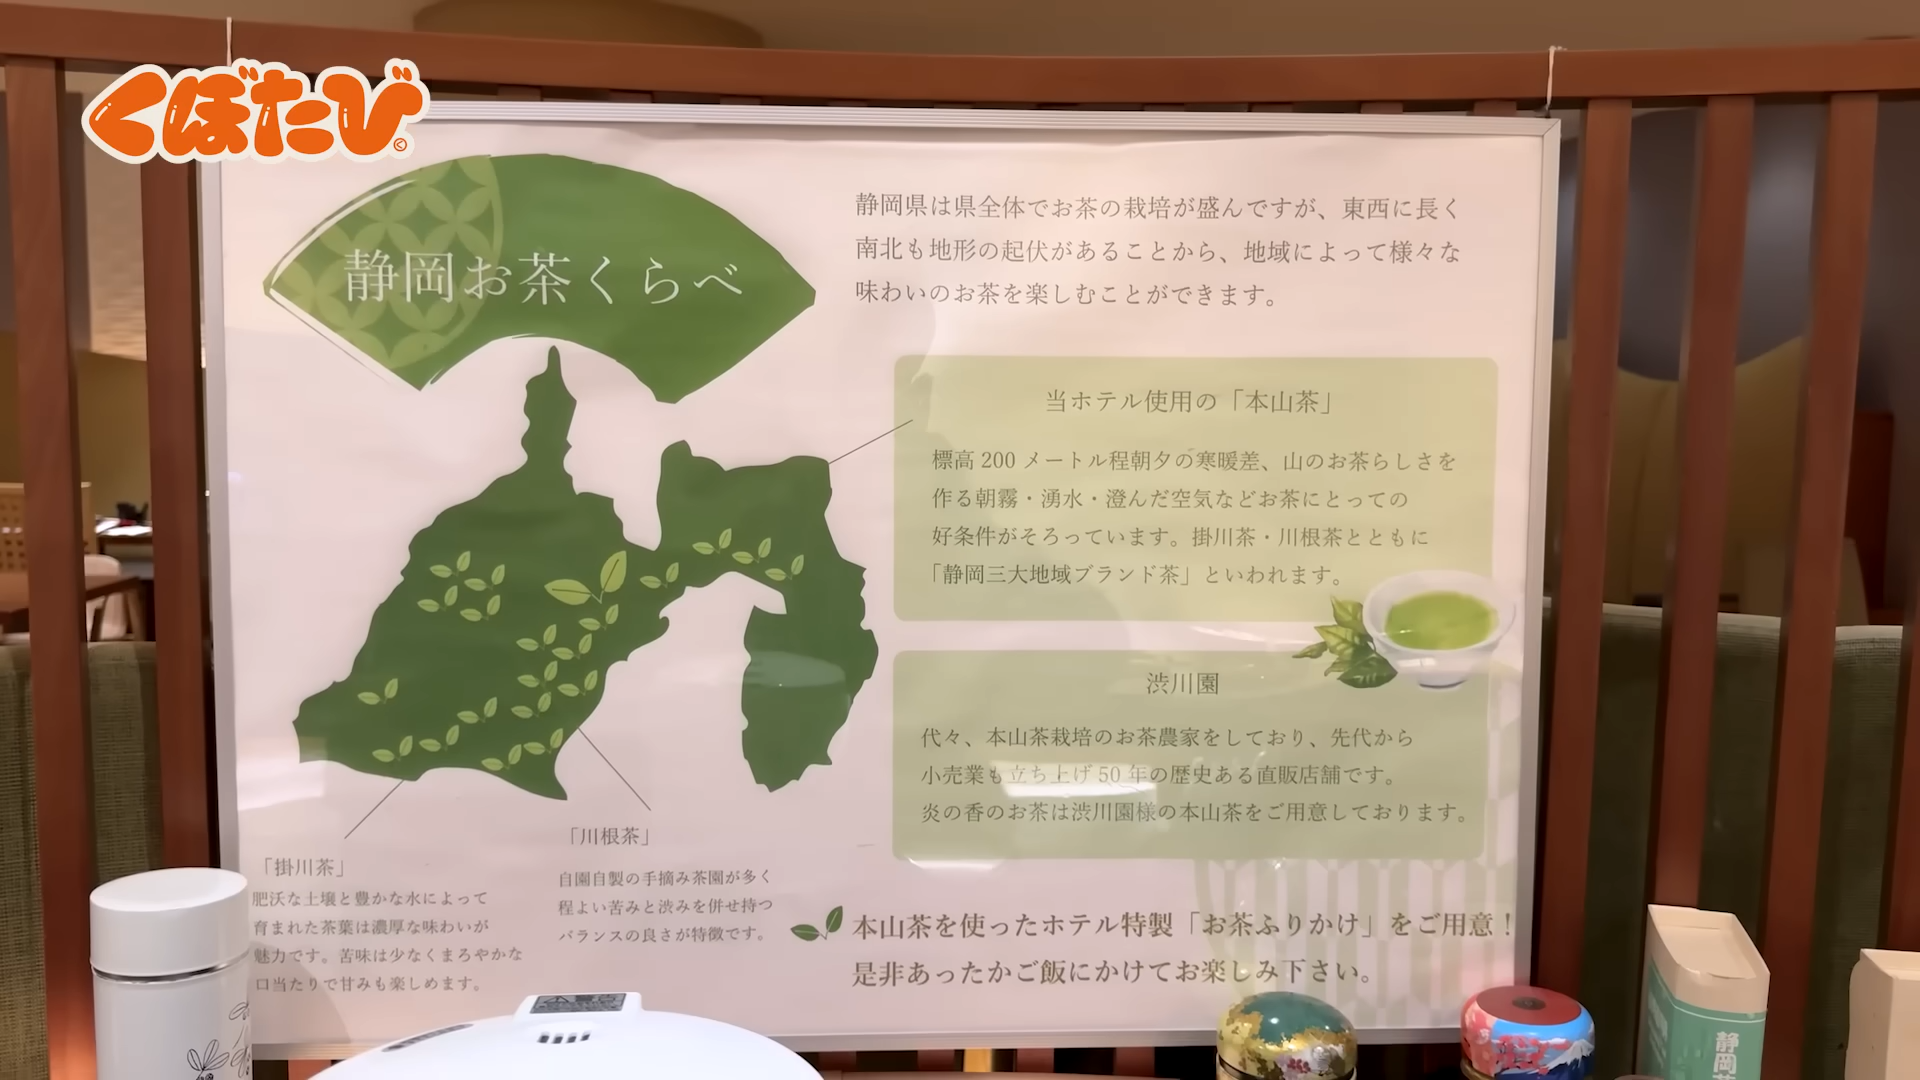 くぼたび
©
静岡お茶くらべ
静岡県は県全体でお茶の栽培が盛んですが、東西に長く
南北も地形の起伏があることから、地域によって様々な
味わいのお茶を楽しむことができます。
当ホテル使用の「本山茶」
標高 200 メートル程朝夕の寒暖差、山のお茶らしさを
作る朝霧・湧水・澄んだ空気などお茶にとっての
好条件がそろっています。掛川茶・川根茶とともに
「静岡三大地域ブランド茶」といわれます。
渋川園
代々、本山茶栽培のお茶農家をしており、先代から
小売業も立ち上げ 50 年の歴史ある直販店舗です。
炎の香のお茶は渋川園様の本山茶をご用意しております。
「川根茶」
自園自製の手摘み茶園が多く
程よい苦みと渋みを併せ持つ
バランスの良さが特徴です。
「掛川茶」
肥沃な土壌と豊かな水によって
育まれた茶葉は濃厚な味わいが
魅力です。苦味は少なくまろやかな
口当たりで甘みも楽しめます。
本山茶を使ったホテル特製「お茶ふりかけ」をご用意！
是非あったかご飯にかけてお楽しみ下さい。
静岡